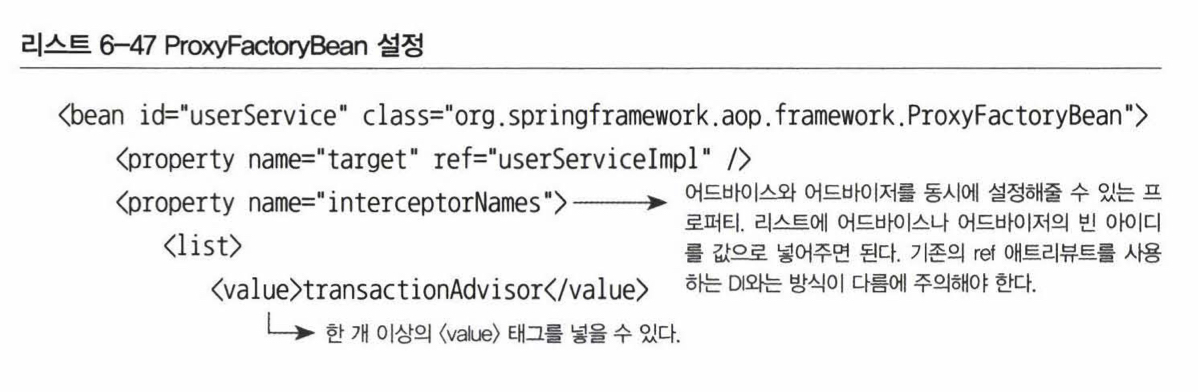 리스트 6-47 ProxyFactoryBean 설정
<bean id="userService" class="org.springframework.aop.framework.ProxyFactoryBean">
<property name="target" ref="userServiceImpl" />
<property name="interceptorNames">
어드바이스와 어드바이저를 동시에 설정해줄 수 있는 프
로퍼티. 리스트에 어드바이스나 어드바이저의 빈 아이디
를 값으로 넣어주면 된다. 기존의 ref 애트리뷰트를 사용
하는 DI와는 방식이 다름에 주의해야 한다.
<list>
<value>transactionAdvisor</value>
한 개 이상의 〈value〉 태그를 넣을 수 있다.